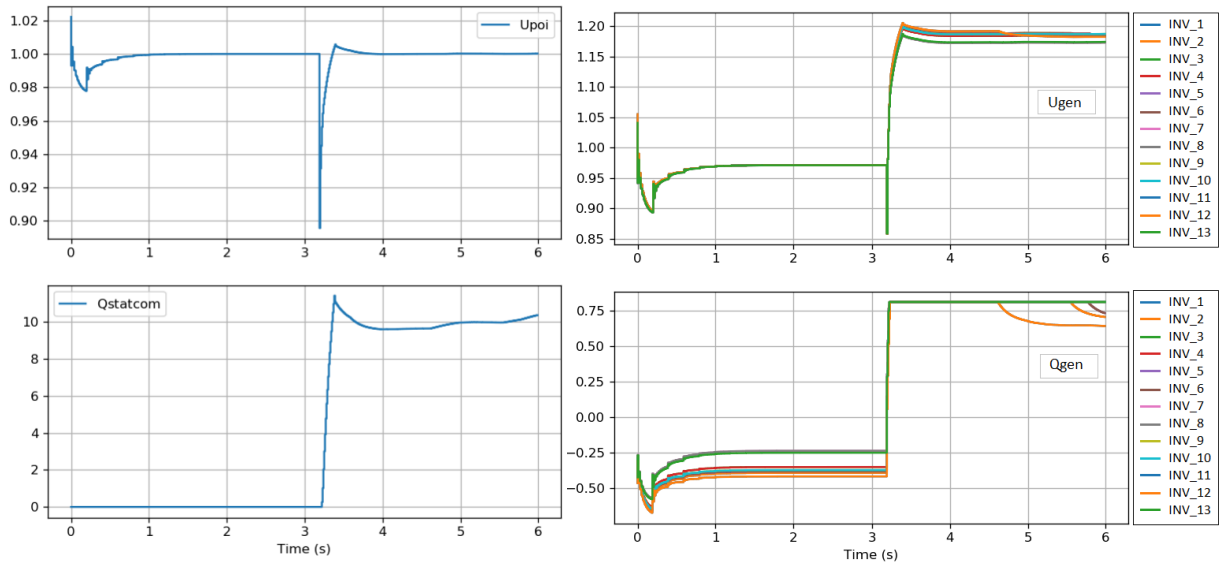 Upoi
1.02
1.00
0.98
0.96
0.94
0.92
0.90
0 1 2 3 4 5 6
Ugen
1.20
1.15
1.10
1.05
1.00
0.95
0.90
0.85
0 1 2 3 4 5 6
INV_1
INV_2
INV_3
INV_4
INV_5
INV_6
INV_7
INV_8
INV_9
INV_10
INV_11
INV_12
INV_13
Qstatcom
10
8
6
4
2
0
0 1 2 3 4 5 6
Time (s)
Qgen
0.75
0.50
0.25
0.00
−0.25
−0.50
0 1 2 3 4 5 6
Time (s)
INV_1
INV_2
INV_3
INV_4
INV_5
INV_6
INV_7
INV_8
INV_9
INV_10
INV_11
INV_12
INV_13